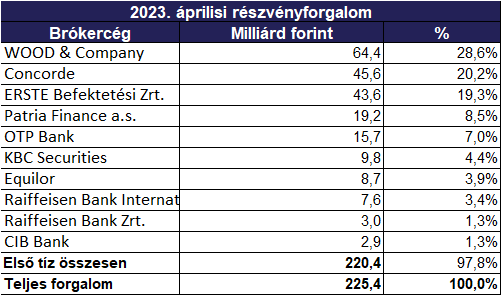 2023. áprilisi részvényforgalom
Brókercég Milliárd forint %
WOOD & Company 64,4 28,6%
Concorde 45,6 20,2%
ERSTE Befektetési Zrt. 43,6 19,3%
Patria Finance a.s. 19,2 8,5%
OTP Bank 15,7 7,0%
KBC Securities 9,8 4,4%
Equilor 8,7 3,9%
Raiffeisen Bank Internat 7,6 3,4%
Raiffeisen Bank Zrt. 3,0 1,3%
CIB Bank 2,9 1,3%
Első tíz összesen 220,4 97,8%
Teljes forgalom 225,4 100,0%